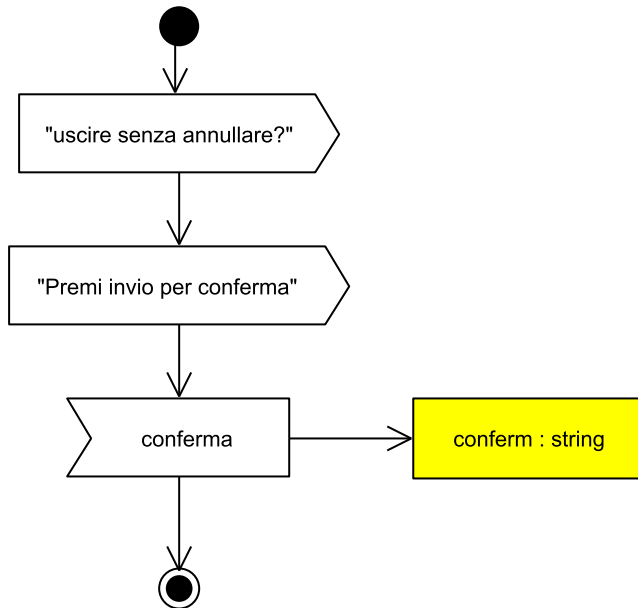 "uscire senza annullare?"
"Premi invio per conferma"
conferma
conferm : string